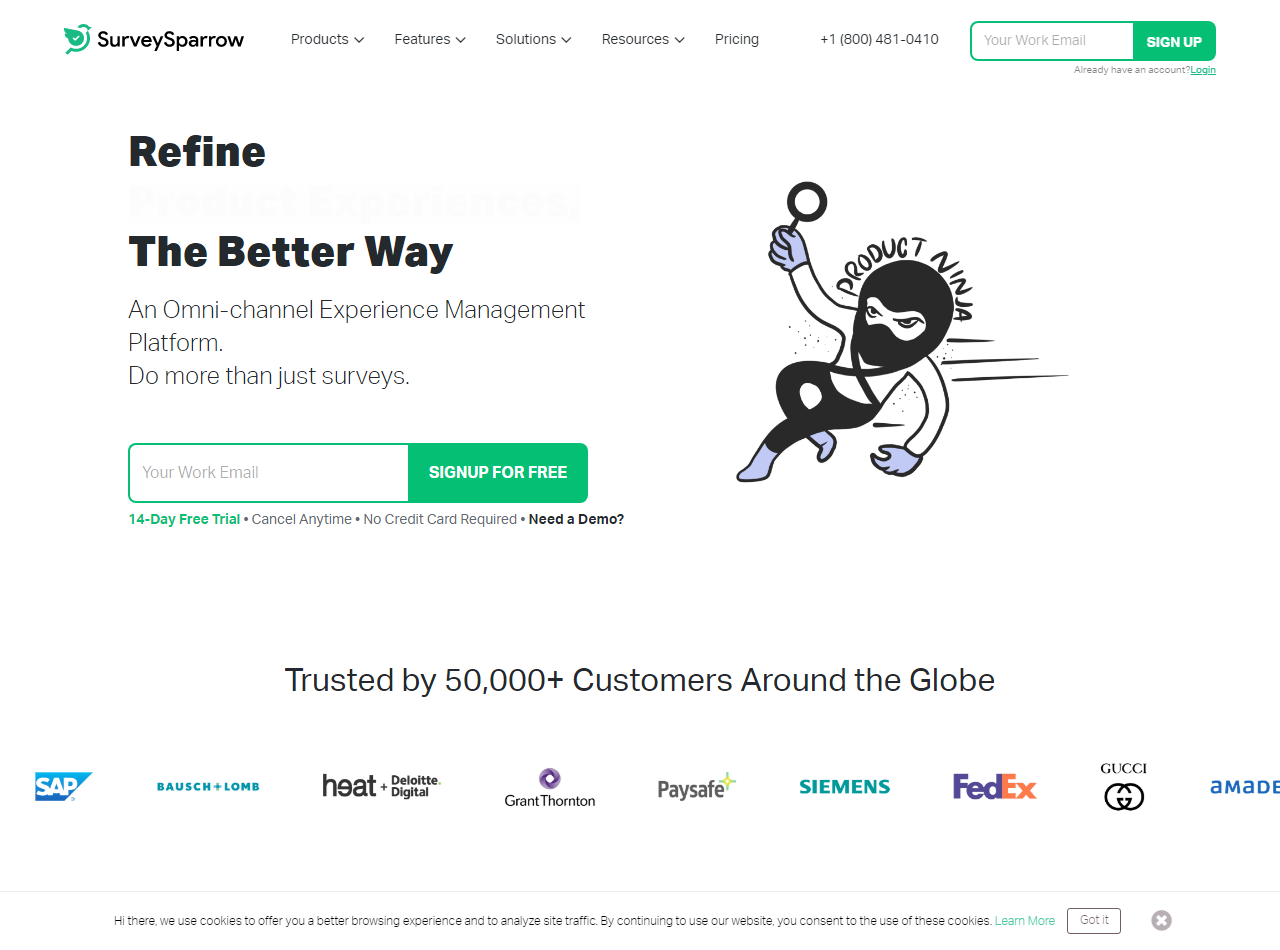 SurveySparrow
Products
Features
Solutions
Resources
Pricing
+1 (800) 481-0410
Your Work Email
SIGN UP
Already have an account?Login
Refine
Product Experiences,
The Better Way
An Omni-channel Experience Management
Platform.
Do more than just surveys.
PRODUCT NINJA
Your Work Email
SIGNUP FOR FREE
14-Day Free Trial • Cancel Anytime • No Credit Card Required • Need a Demo?
Trusted by 50,000+ Customers Around the Globe
SAP
BAUSCH+LOMB
heat + Deloitte
Digital
Grant Thornton
Paysafe
SIEMENS
FedEx
GUCCI
amade
Hi there, we use cookies to offer you a better browsing experience and to analyze site traffic. By continuing to use our website, you consent to the use of these cookies. Learn More
Got it